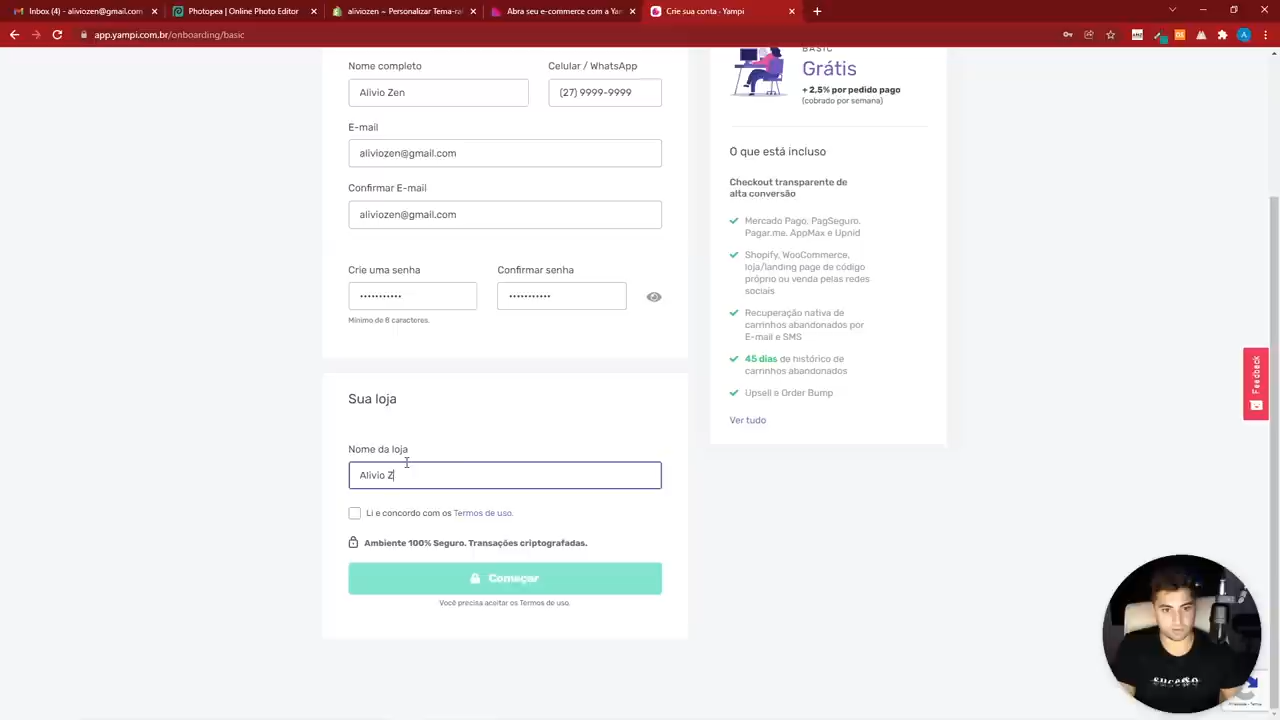 Inbox (4) - aliviozen@gmail.com
Photopea | Online Photo Editor
aliviozen ~ Personalizar Tema-ral
Abra seu e-commerce com a Yam
Crie sua conta - Yampi
app.yampi.com.br/onboarding/basic
Nome completo
Celular / WhatsApp
Alivio Zen
(27) 9999-9999
E-mail
aliviozen@gmail.com
Confirmar E-mail
aliviozen@gmail.com
Crie uma senha
Confirmar senha
•••••••••••
•••••••••••
Mínimo de 8 caracteres.
Sua loja
Nome da loja
Alivio Z
Li e concordo com os Termos de uso.
Ambiente 100% Seguro. Transações criptografadas.
Começar
Você precisa aceitar os Termos de uso.
BASIC
Grátis
+ 2,5% por pedido pago
(cobrado por semana)
O que está incluso
Checkout transparente de
alta conversão
Mercado Pago, PagSeguro,
Pagar.me, AppMax e Upnid
Shopify, WooCommerce,
loja/landing page de código
próprio ou venda pelas redes
sociais
Recuperação nativa de
carrinhos abandonados por
E-mail e SMS
45 dias de histórico de
carrinhos abandonados
Upsell e Order Bump
Ver tudo
Feedback
sucesso